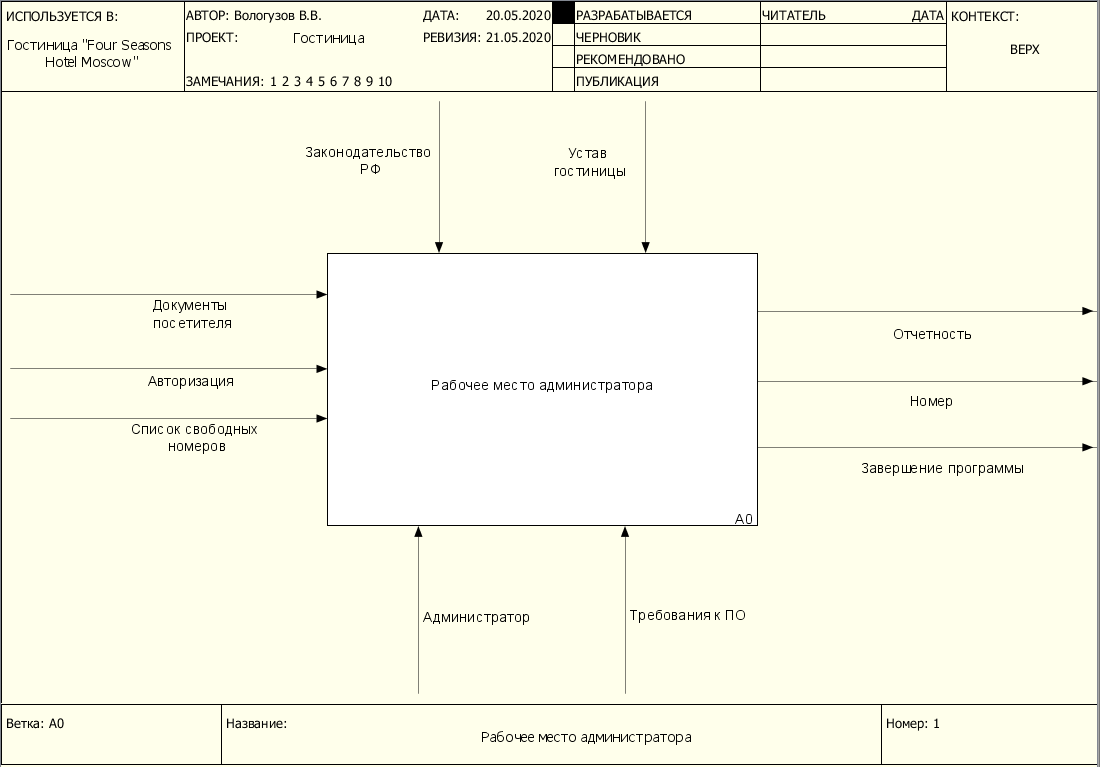 ИСПОЛЬЗУЕТСЯ В:
Гостиница "Four Seasons
Hotel Moscow"
АВТОР: Вологузов В.В.
ДАТА: 20.05.2020
ПРОЕКТ: Гостиница
РЕВИЗИЯ: 21.05.2020
ЗАМЕЧАНИЯ: 1 2 3 4 5 6 7 8 9 10
РАЗРАБАТЫВАЕТСЯ
ЧЕРНОВИК
РЕКОМЕНДОВАНО
ПУБЛИКАЦИЯ
ЧИТАТЕЛЬ ДАТА
КОНТЕКСТ:
ВЕРХ
Законодательство
РФ
Устав
гостиницы
Документы
посетителя
Авторизация
Список свободных
номеров
Рабочее место администратора
A0
Отчетность
Номер
Завершение программы
Администратор
Требования к ПО
Ветка: A0
Название:
Рабочее место администратора
Номер: 1